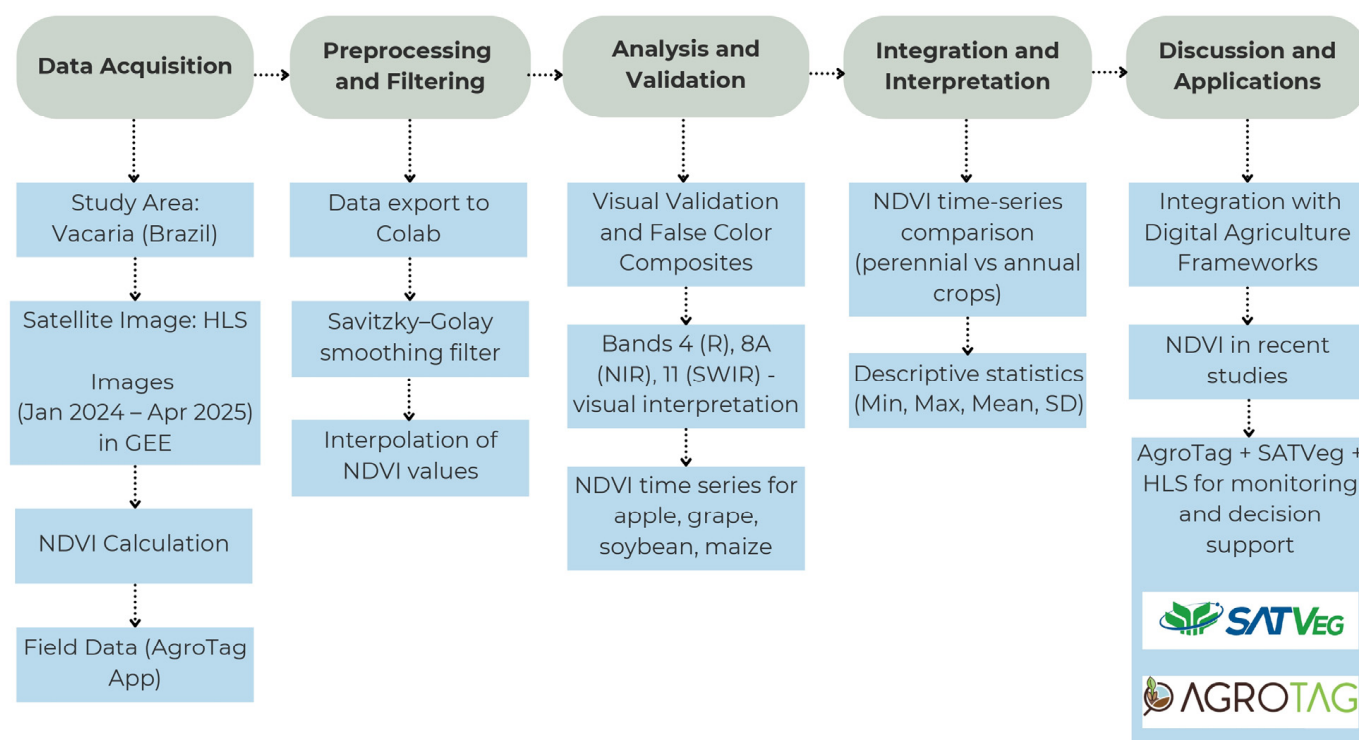 Data Acquisition
Preprocessing
and Filtering
Analysis and
Validation
Integration and
Interpretation
Discussion and
Applications
Study Area:
Vacaria (Brazil)
Satellite Image: HLS
Images
(Jan 2024 – Apr 2025)
in GEE
NDVI Calculation
Field Data (AgroTag
App)
Data export to
Colab
Savitzky–Golay
smoothing filter
Interpolation of
NDVI values
Visual Validation
and False Color
Composites
Bands 4 (R), 8A
(NIR), 11 (SWIR) -
visual interpretation
NDVI time series for
apple, grape,
soybean, maize
NDVI time-series
comparison
(perennial vs annual
crops)
Descriptive statistics
(Min, Max, Mean, SD)
Integration with
Digital Agriculture
Frameworks
NDVI in recent
studies
AgroTag + SATVeg +
HLS for monitoring
and decision
support
SATVEG
AGROTAG